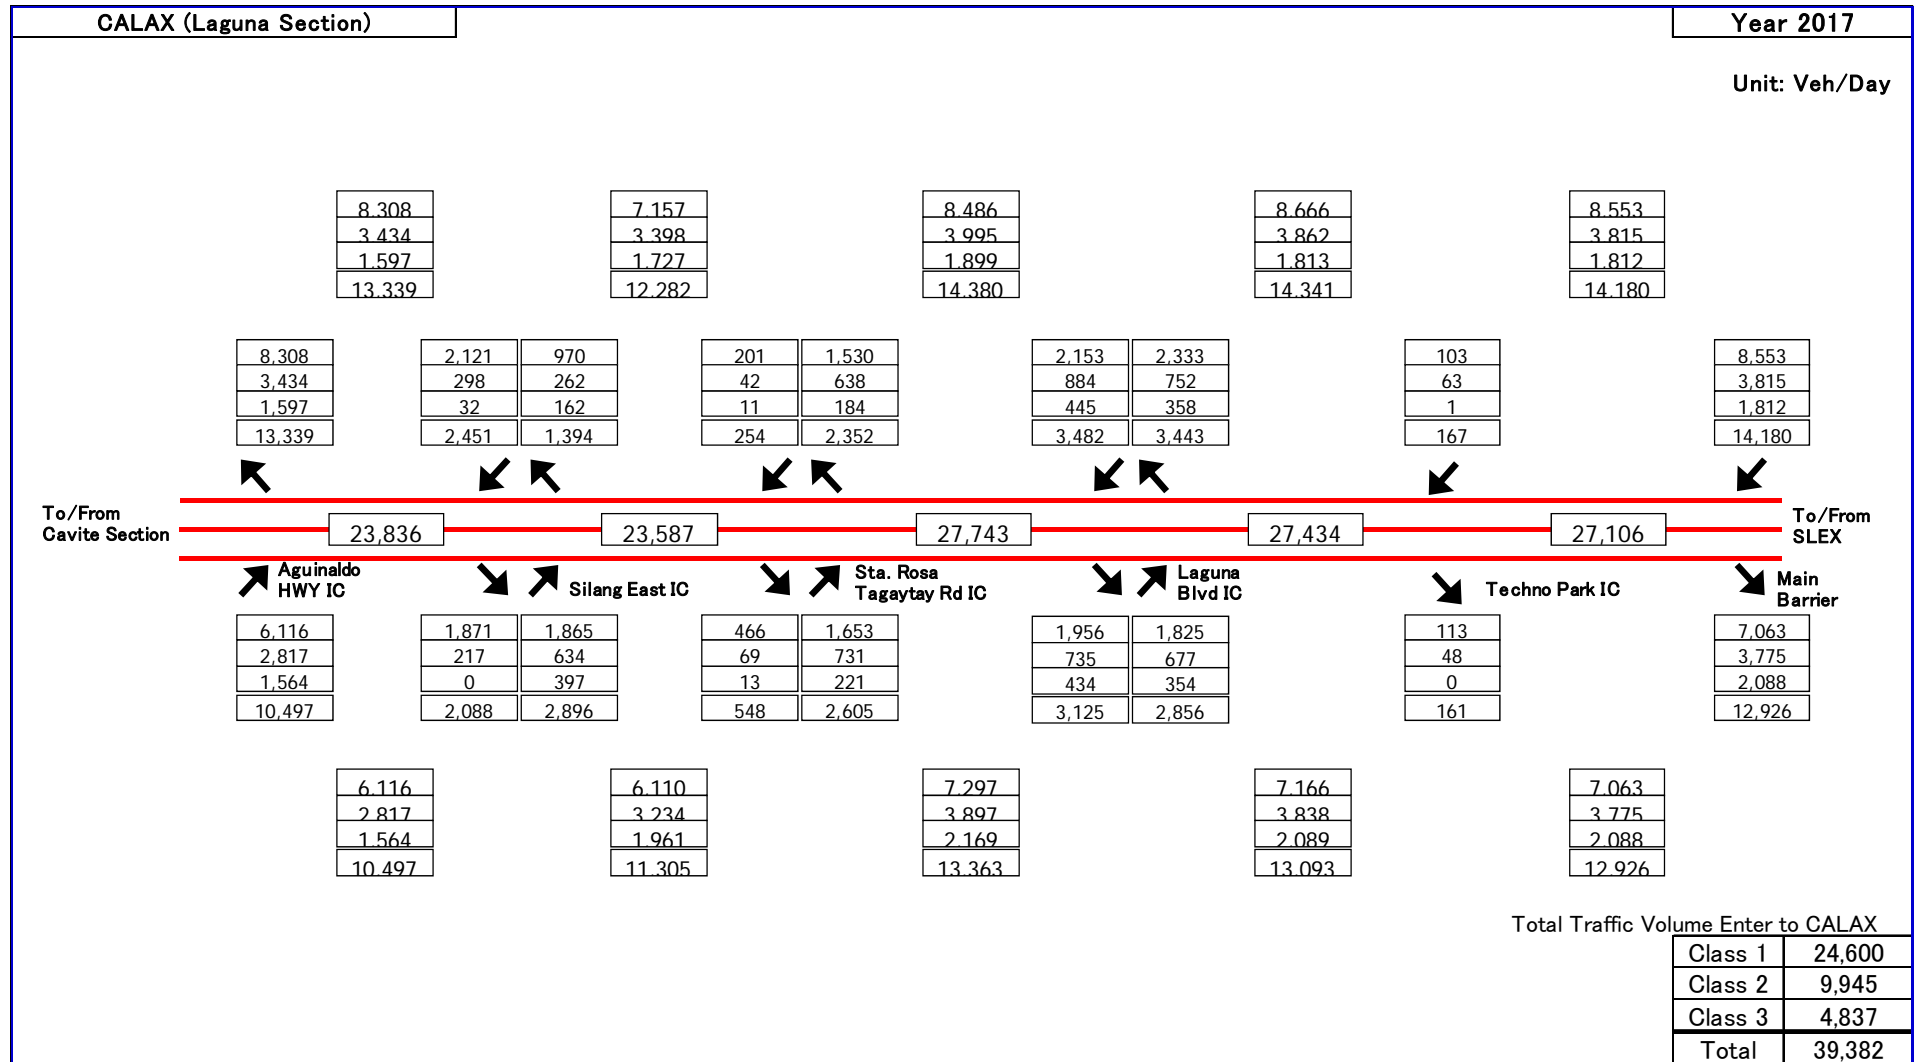 CALAX (Laguna Section)
Year 2017
Unit: Veh/Day
8.308 7.157 8.486 8.666 8.553
3.434 3.398 3.995 3.862 3.815
1.597 1.727 1.899 1.813 1.812
13.339 12.282 14.380 14.341 14.180
8,308 2,121 970 201 1,530 2,153 2,333 103 8,553
3,434 298 262 42 638 884 752 63 3,815
1,597 32 162 11 184 445 358 1 1,812
13,339 2,451 1,394 254 2,352 3,482 3,443 167 14,180
To/From
Cavite Section
23,836 23,587 27,743 27,434 27,106
To/From
SLEX
Aguinaldo
HWY IC
Silang East IC
Sta. Rosa
Tagaytay Rd IC
Laguna
Blvd IC
Techno Park IC
Main
Barrier
6,116 1,871 1,865 466 1,653 1,956 1,825 113 7,063
2,817 217 634 69 731 735 677 48 3,775
1,564 0 397 13 221 434 354 0 2,088
10,497 2,088 2,896 548 2,605 3,125 2,856 161 12,926
6.116 6.110 7.297 7.166 7.063
2.817 3.234 3.897 3.838 3.775
1.564 1.961 2.169 2.089 2.088
10.497 11.305 13.363 13.093 12.926
Total Traffic Volume Enter to CALAX
Class 1 24,600
Class 2 9,945
Class 3 4,837
Total 39,382